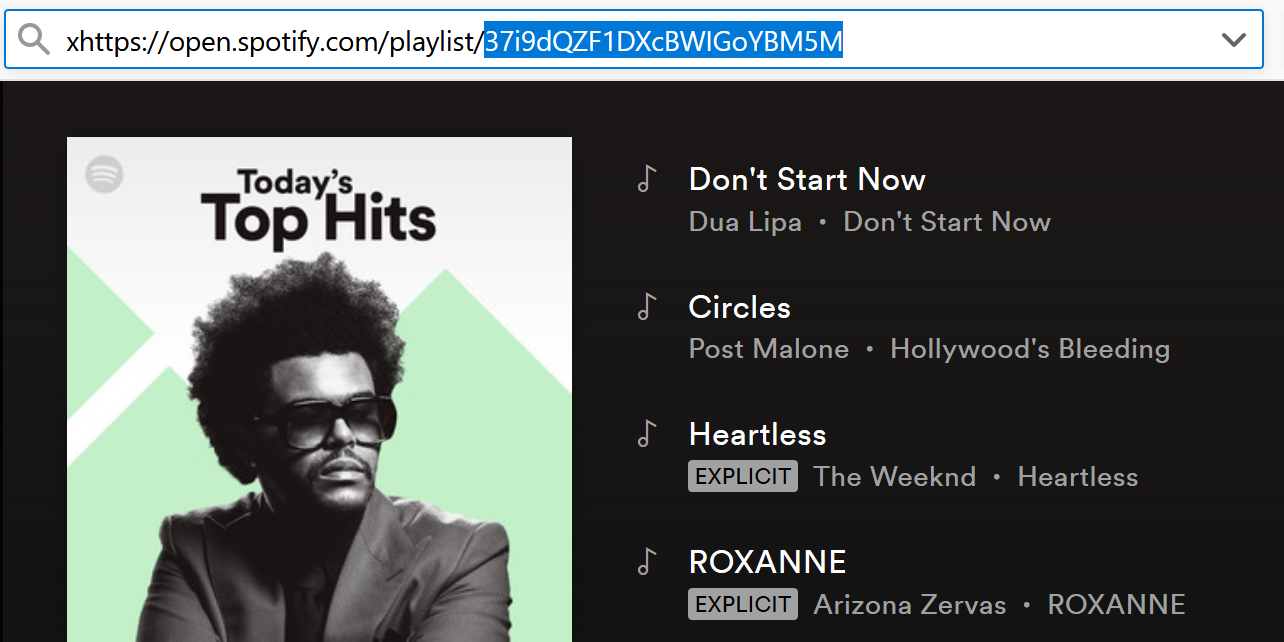 xhttps://open.spotify.com/playlist/37i9dQZF1DXcBWIGoYBM5M
Today's
Top Hits
Don't Start Now
Dua Lipa • Don't Start Now
Circles
Post Malone • Hollywood's Bleeding
Heartless
EXPLICIT The Weeknd • Heartless
ROXANNE
EXPLICIT Arizona Zervas • ROXANNE